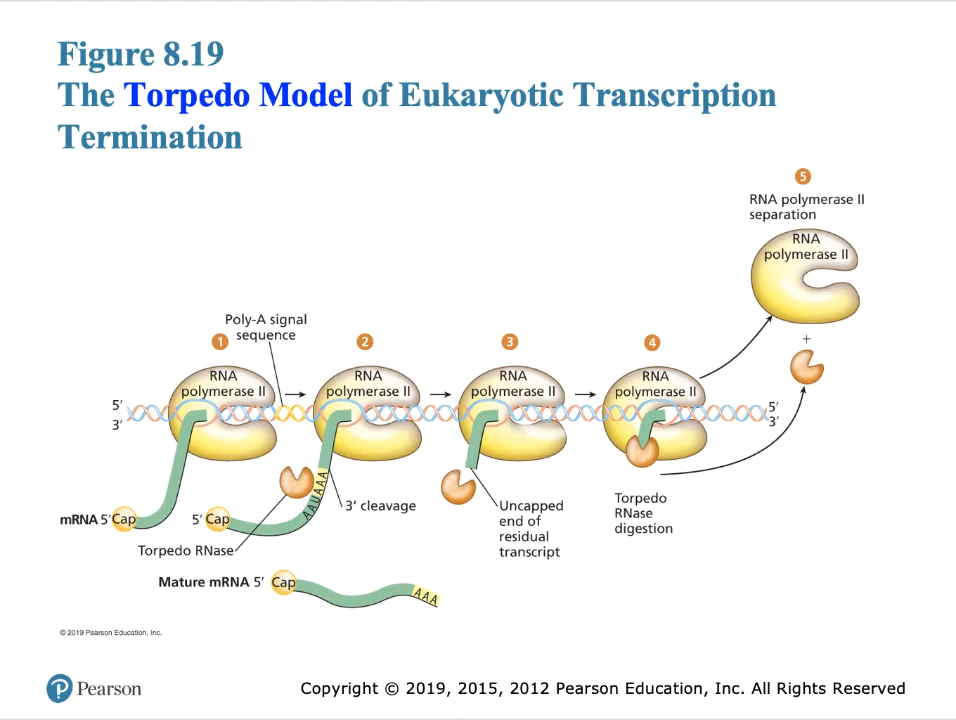 Figure 8.19
The Torpedo Model of Eukaryotic Transcription
Termination
5
RNA polymerase II
separation
RNA
polymerase II
+
Poly-A signal
sequence
1
2
3
4
RNA
polymerase II
RNA
polymerase II
RNA
polymerase II
RNA
polymerase II
5′
3′
5′
3′
AAUAAA
mRNA 5′ Cap
5′ Cap
3′ cleavage
Torpedo RNase
Uncapped
end of
residual
transcript
Torpedo
RNase
digestion
Mature mRNA 5′ Cap
AAA
© 2019 Pearson Education, Inc.
P Pearson
Copyright © 2019, 2015, 2012 Pearson Education, Inc. All Rights Reserved